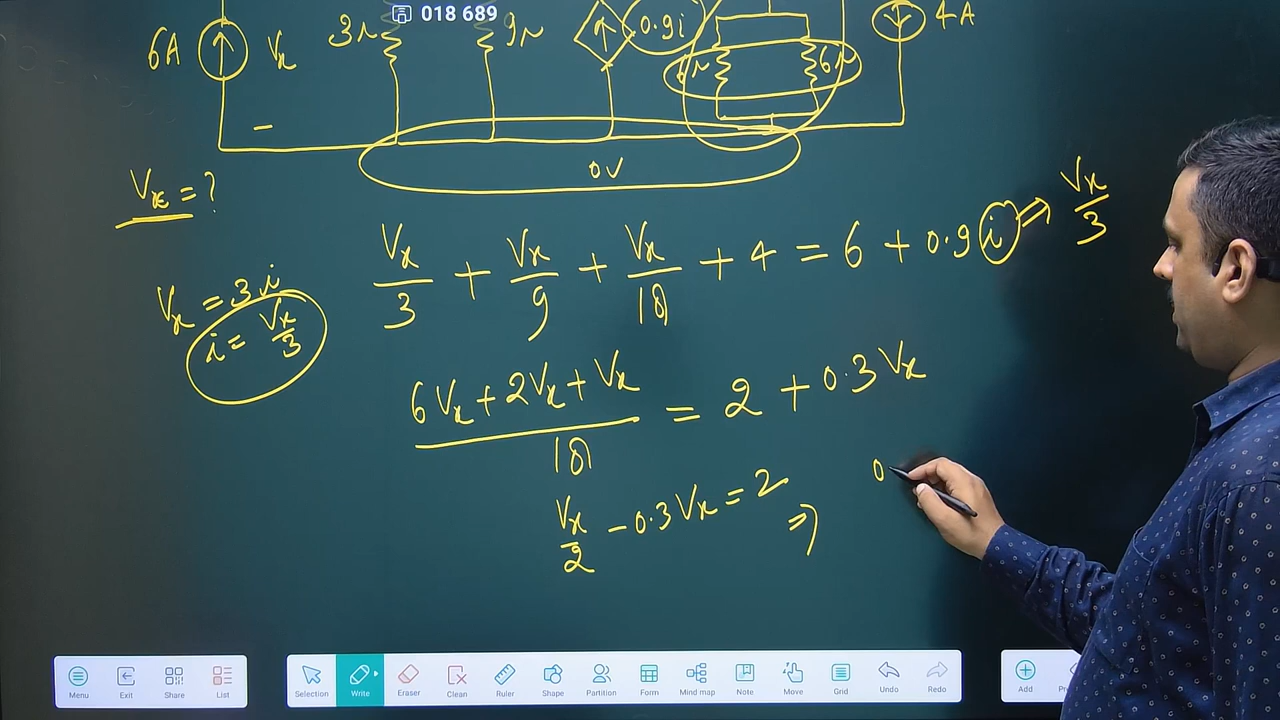 018 689
6A
Vx
3Ω
9Ω
0.9i
6Ω
4A
−
0V
Vx = ?
Vx/3 + Vx/9 + Vx/18 + 4 = 6 + 0.9i ⇒ Vx/3
Vx = 3i
i = Vx/3
(6Vx + 2Vx + Vx)/18 = 2 + 0.3Vx
Vx/2 − 0.3Vx = 2 ⇒ 0
Menu Exit Share List Selection Write Eraser Clean Ruler Shape Partition Form Mind map Note Move Grid Undo Redo Add